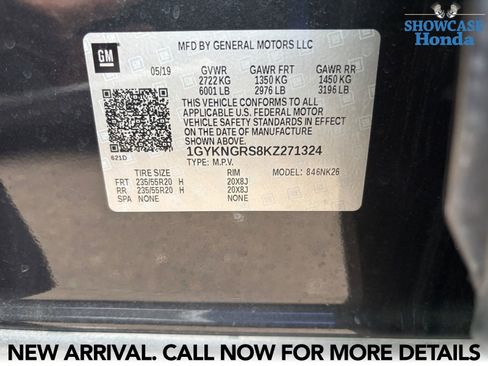 SHOWCASE
Honda
GM
MFD BY GENERAL MOTORS LLC
05/19 GVWR GAWR FRT GAWR RR
2722 KG 1350 KG 1450 KG
6001 LB 2976 LB 3196 LB
THIS VEHICLE CONFORMS TO ALL
APPLICABLE U.S. FEDERAL MOTOR
VEHICLE SAFETY STANDARDS IN EFFECT
ON THE DATE OF MANUFACTURE
SHOWN ABOVE.
621D
1GYKNGRS8KZ271324
TYPE: M.P.V.
TIRE SIZE RIM MODEL: 846NK26
FRT 235/55R20 H 20X8J
RR 235/55R20 H 20X8J
SPA NONE NONE
NEW ARRIVAL. CALL NOW FOR MORE DETAILS